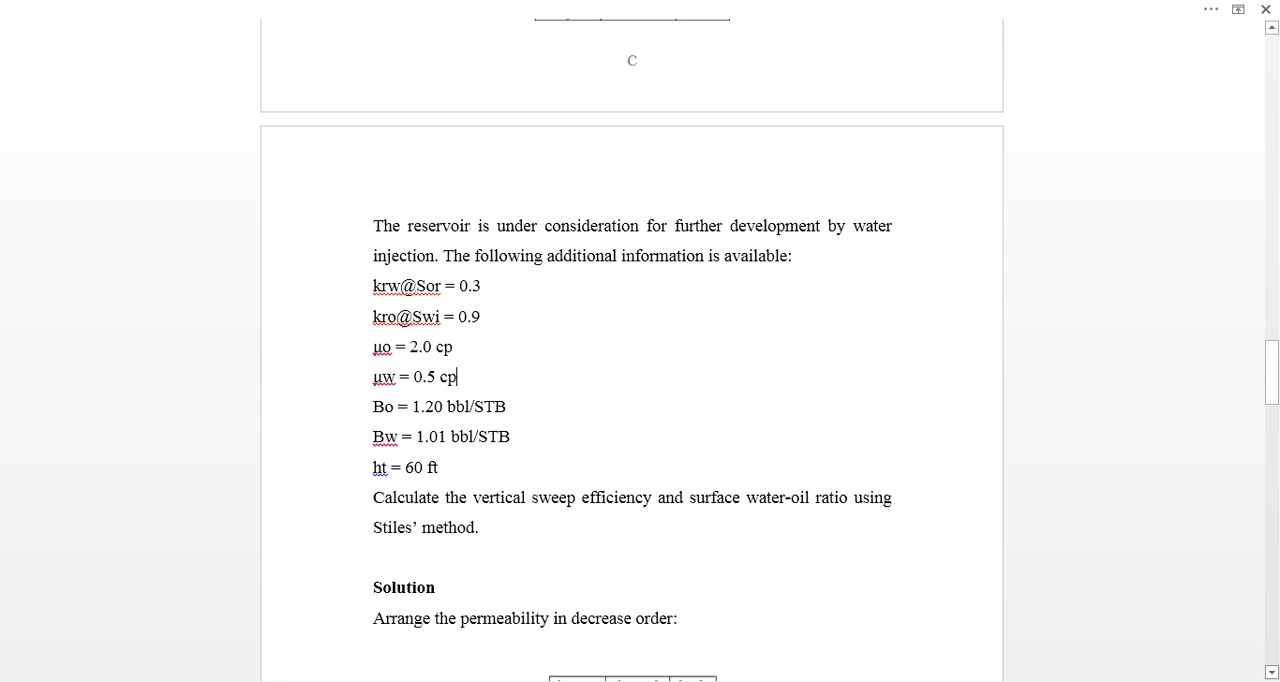 C
The reservoir is under consideration for further development by water
injection. The following additional information is available:
krw@Sor = 0.3
kro@Swi = 0.9
μo = 2.0 cp
μw = 0.5 cp
Bo = 1.20 bbl/STB
Bw = 1.01 bbl/STB
ht = 60 ft
Calculate the vertical sweep efficiency and surface water-oil ratio using
Stiles’ method.
Solution
Arrange the permeability in decrease order: